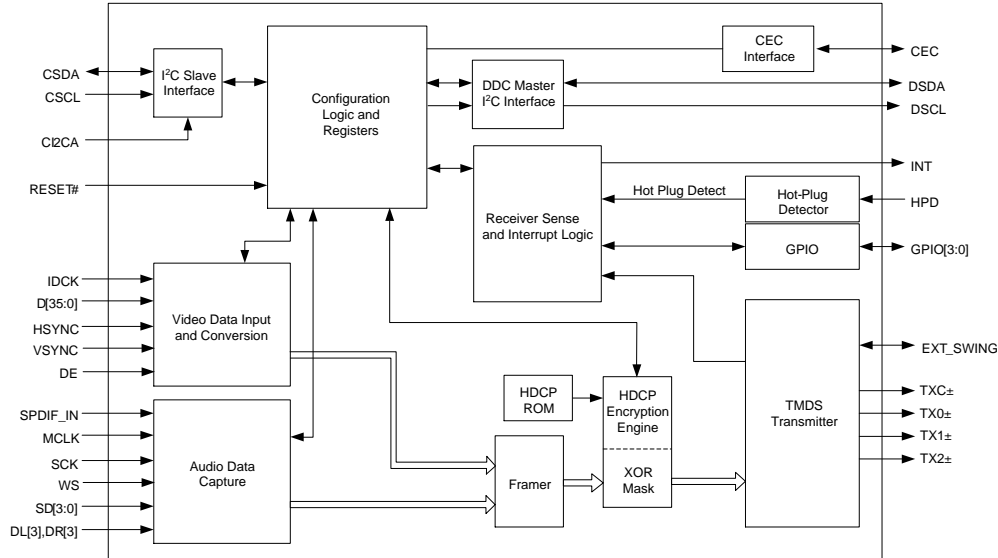 CSDA
CSCL
CI2CA
RESET#
I²C Slave
Interface
Configuration
Logic and
Registers
CEC
Interface
CEC
DDC Master
I²C Interface
DSDA
DSCL
Receiver Sense
and Interrupt Logic
INT
Hot Plug Detect
Hot-Plug
Detector
HPD
GPIO
GPIO[3:0]
IDCK
D[35:0]
HSYNC
VSYNC
DE
Video Data Input
and Conversion
SPDIF_IN
MCLK
SCK
WS
SD[3:0]
DL[3],DR[3]
Audio Data
Capture
Framer
HDCP
ROM
HDCP
Encryption
Engine
XOR
Mask
TMDS
Transmitter
EXT_SWING
TXC±
TX0±
TX1±
TX2±